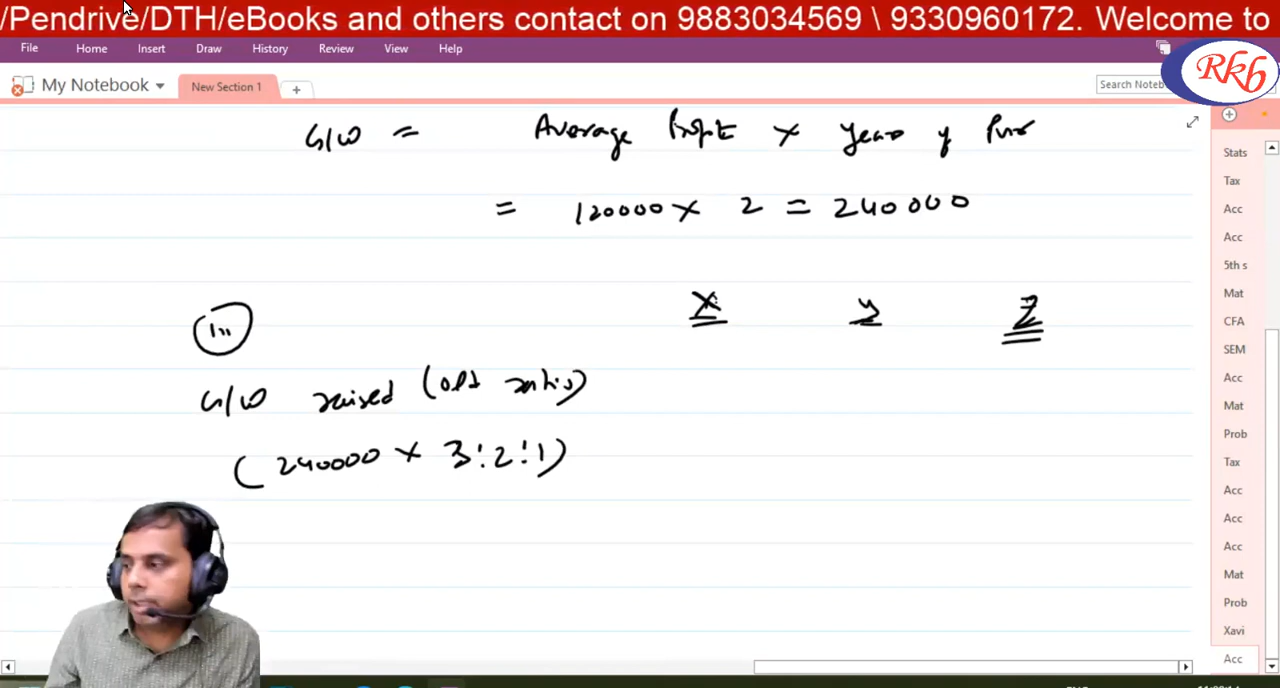 /Pendrive/DTH/eBooks and others contact on 9883034569 \ 9330960172. Welcome to
File Home Insert Draw History Review View Help
Rkb
My Notebook New Section 1 + Search Noteb
G/W = Average Profit × Years of Pur
= 120000 × 2 = 240000
X Y Z
G/W raised (old ratio)
(240000 × 3:2:1)
Stats
Tax
Acc
Acc
5th s
Mat
CFA
SEM
Acc
Mat
Prob
Tax
Acc
Acc
Acc
Mat
Prob
Xavi
Acc